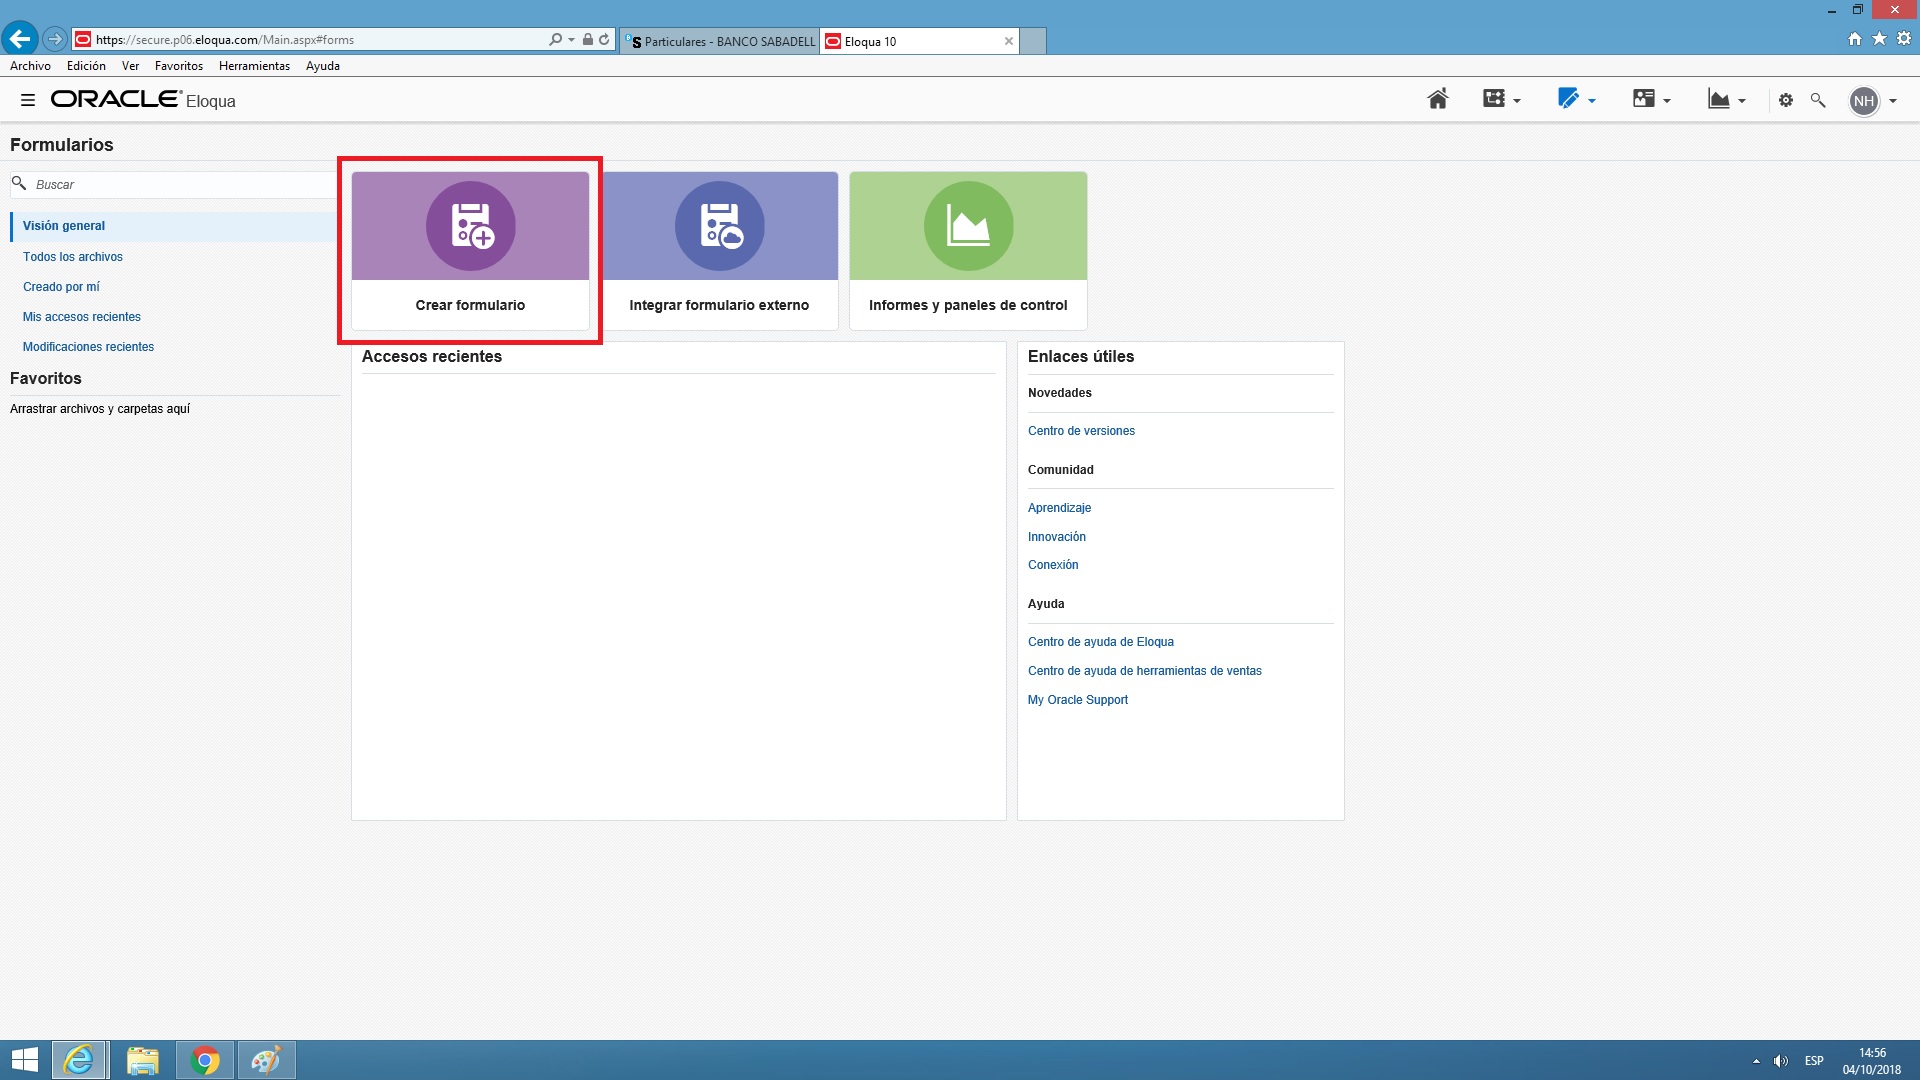 https://secure.p06.eloqua.com/Main.aspx#forms
Particulares - BANCO SABADELL
Eloqua 10
Archivo Edición Ver Favoritos Herramientas Ayuda
ORACLE Eloqua
NH
Formularios
Buscar
Visión general
Todos los archivos
Creado por mí
Mis accesos recientes
Modificaciones recientes
Favoritos
Arrastrar archivos y carpetas aquí
Crear formulario
Integrar formulario externo
Informes y paneles de control
Accesos recientes
Enlaces útiles
Novedades
Centro de versiones
Comunidad
Aprendizaje
Innovación
Conexión
Ayuda
Centro de ayuda de Eloqua
Centro de ayuda de herramientas de ventas
My Oracle Support
ESP
14:56
04/10/2018